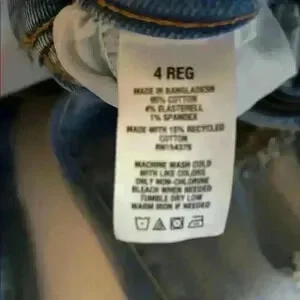 4 REG
MADE IN BANGLADESH
95% COTTON
4% ELASTERELL
1% SPANDEX
MADE WITH 15% RECYCLED
COTTON
MACHINE WASH COLD
WITH LIKE COLORS
ONLY NON-CHLORINE
BLEACH WHEN NEEDED
TUMBLE DRY LOW
WARM IRON IF NEEDED